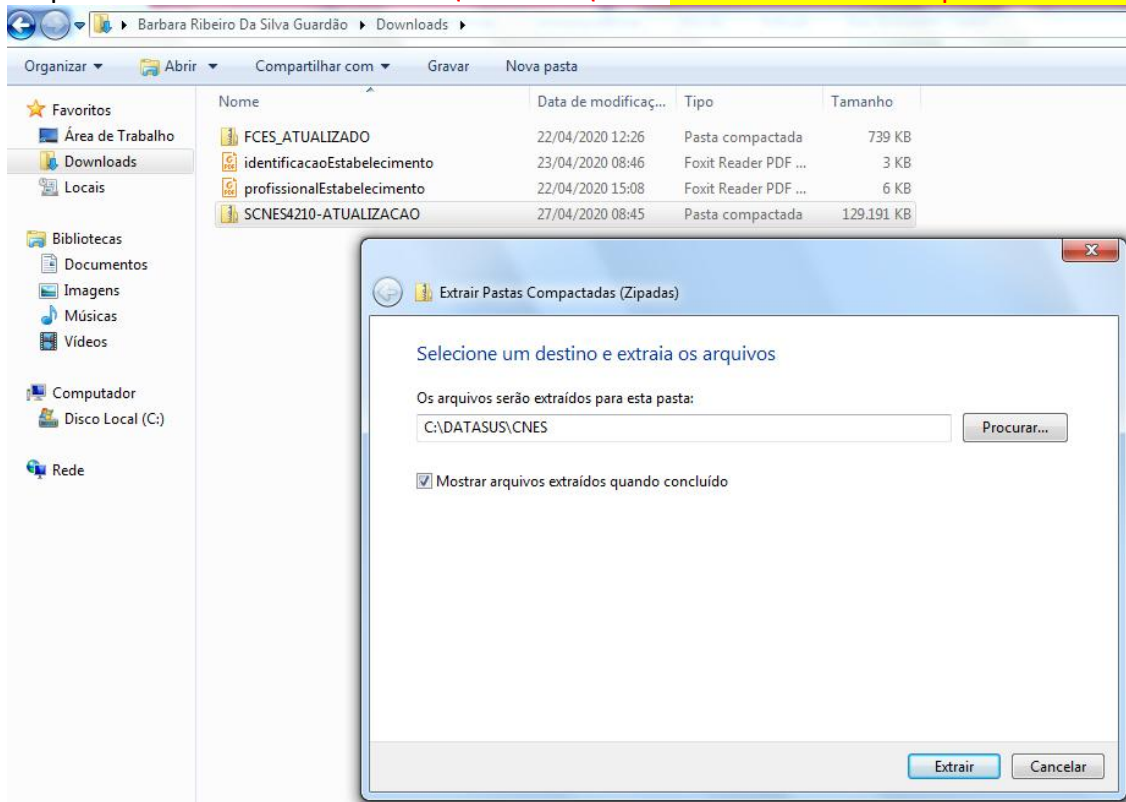 Barbara Ribeiro Da Silva Guardão ▸ Downloads ▸
Organizar Abrir Compartilhar com Gravar Nova pasta
Nome Data de modificaç... Tipo Tamanho
Favoritos
Área de Trabalho
Downloads
Locais
Bibliotecas
Documentos
Imagens
Músicas
Vídeos
Computador
Disco Local (C:)
Rede
FCES_ATUALIZADO 22/04/2020 12:26 Pasta compactada 739 KB
identificacaoEstabelecimento 23/04/2020 08:46 Foxit Reader PDF ... 3 KB
profissionalEstabelecimento 22/04/2020 15:08 Foxit Reader PDF ... 6 KB
SCNES4210-ATUALIZACAO 27/04/2020 08:45 Pasta compactada 129.191 KB
Extrair Pastas Compactadas (Zipadas)
Selecione um destino e extraia os arquivos
Os arquivos serão extraídos para esta pasta:
C:\DATASUS\CNES
Procurar...
Mostrar arquivos extraídos quando concluído
Extrair Cancelar